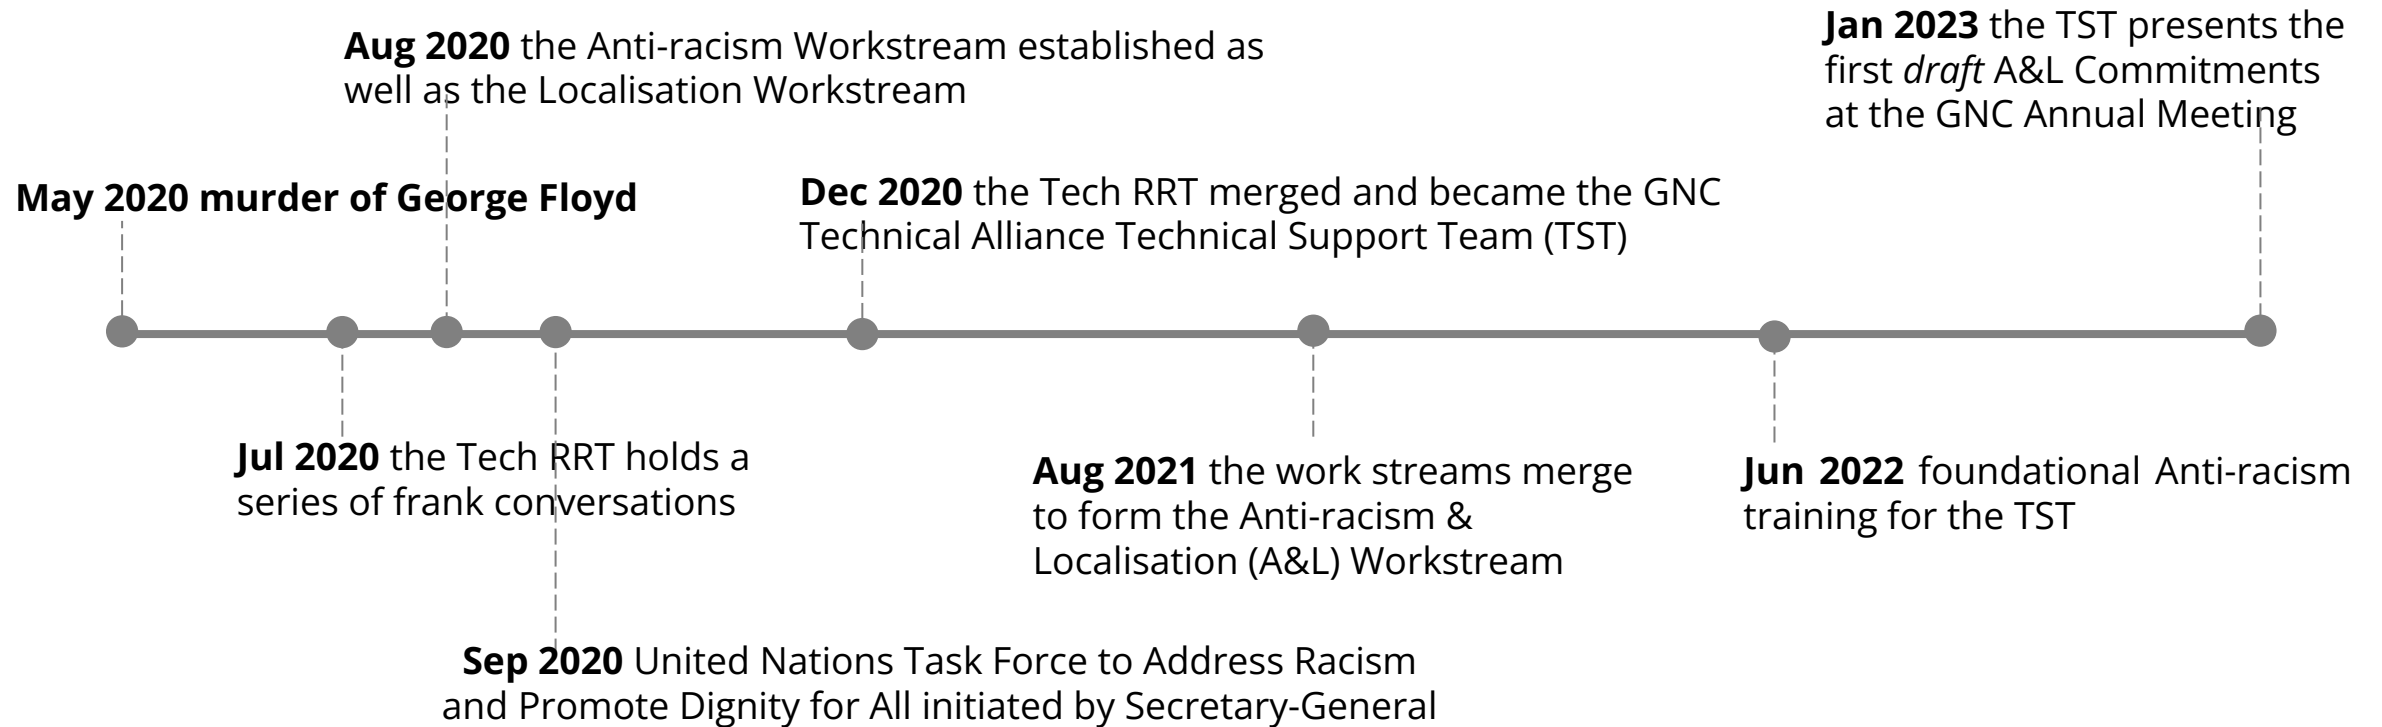 Aug 2020 the Anti-racism Workstream established as
well as the Localisation Workstream
Jan 2023 the TST presents the
first draft A&L Commitments
at the GNC Annual Meeting
May 2020 murder of George Floyd
Dec 2020 the Tech RRT merged and became the GNC
Technical Alliance Technical Support Team (TST)
Jul 2020 the Tech RRT holds a
series of frank conversations
Aug 2021 the work streams merge
to form the Anti-racism &
Localisation (A&L) Workstream
Jun 2022 foundational Anti-racism
training for the TST
Sep 2020 United Nations Task Force to Address Racism
and Promote Dignity for All initiated by Secretary-General